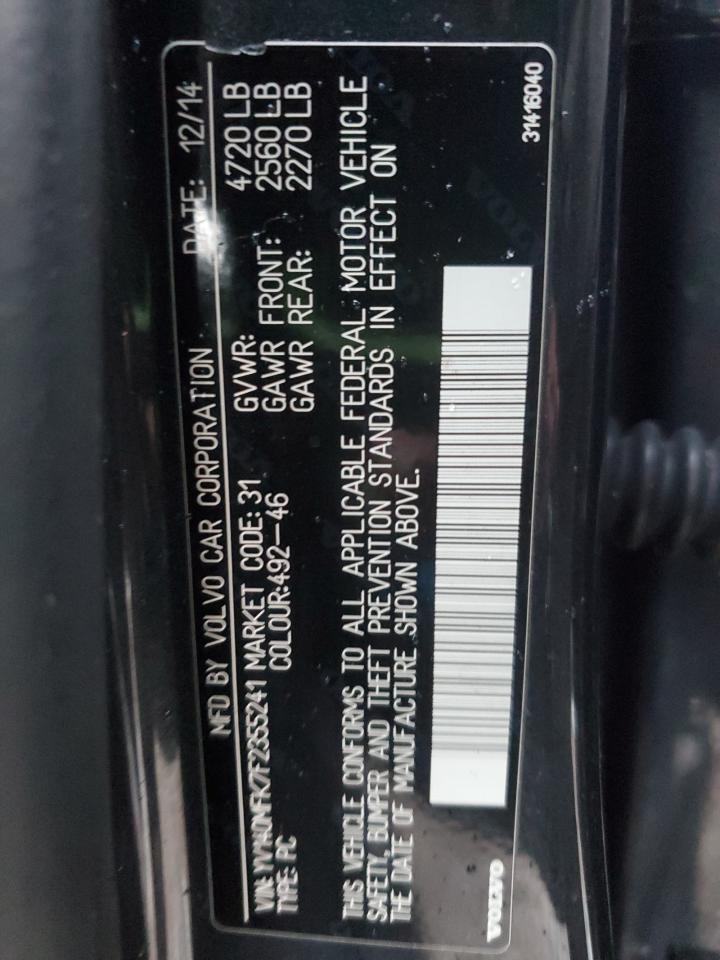 MFD BY VOLVO CAR CORPORATION DATE: 12/14
VIN: YV140MFK7F2355241 MARKET CODE: 31 GVWR: 4720 LB
TYPE: PC COLOUR:492-46 GAWR FRONT: 2560 LB
GAWR REAR: 2270 LB
THIS VEHICLE CONFORMS TO ALL APPLICABLE FEDERAL MOTOR VEHICLE
SAFETY, BUMPER AND THEFT PREVENTION STANDARDS IN EFFECT ON
THE DATE OF MANUFACTURE SHOWN ABOVE.
VOLVO 31416040